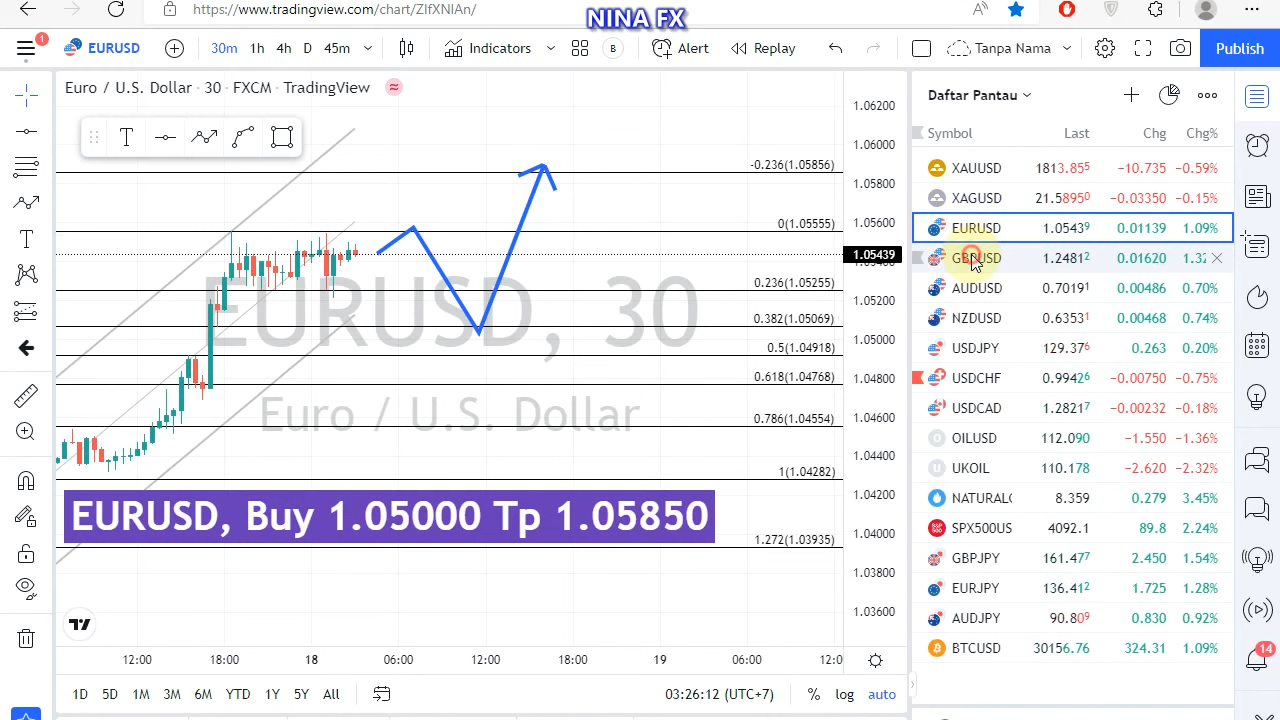 https://www.tradingview.com/chart/ZIfXNIAn/
NINA FX
1
EURUSD
30m 1h 4h D 45m
Indicators
B
Alert
Replay
Tanpa Nama
Publish
Euro / U.S. Dollar · 30 · FXCM · TradingView
T
EURUSD, 30
Euro / U.S. Dollar
-0.236(1.05856)
0(1.05555)
0.236(1.05255)
0.382(1.05069)
0.5(1.04918)
0.618(1.04768)
0.786(1.04554)
1(1.04282)
1.272(1.03935)
EURUSD, Buy 1.05000 Tp 1.05850
1.06200
1.06000
1.05800
1.05600
1.05439
1.05200
1.05000
1.04800
1.04600
1.04400
1.04200
1.04000
1.03800
1.03600
12:00 18:00 18 06:00 12:00 18:00 19 06:00 12:0
1D 5D 1M 3M 6M YTD 1Y 5Y All
03:26:12 (UTC+7) % log auto
Daftar Pantau
Symbol Last Chg Chg%
XAUUSD 1813.855 −10.735 −0.59%
XAGUSD 21.58950 −0.03350 −0.15%
EURUSD 1.05439 0.01139 1.09%
GBPUSD 1.24812 0.01620 1.32
AUDUSD 0.70191 0.00486 0.70%
NZDUSD 0.63531 0.00468 0.74%
USDJPY 129.376 0.263 0.20%
USDCHF 0.99426 −0.00750 −0.75%
USDCAD 1.28217 −0.00232 −0.18%
OILUSD 112.090 −1.550 −1.36%
UKOIL 110.178 −2.620 −2.32%
NATURALG 8.359 0.279 3.45%
SPX500US 4092.1 89.8 2.24%
GBPJPY 161.477 2.450 1.54%
EURJPY 136.412 1.725 1.28%
AUDJPY 90.809 0.830 0.92%
BTCUSD 30156.76 324.31 1.09%
14